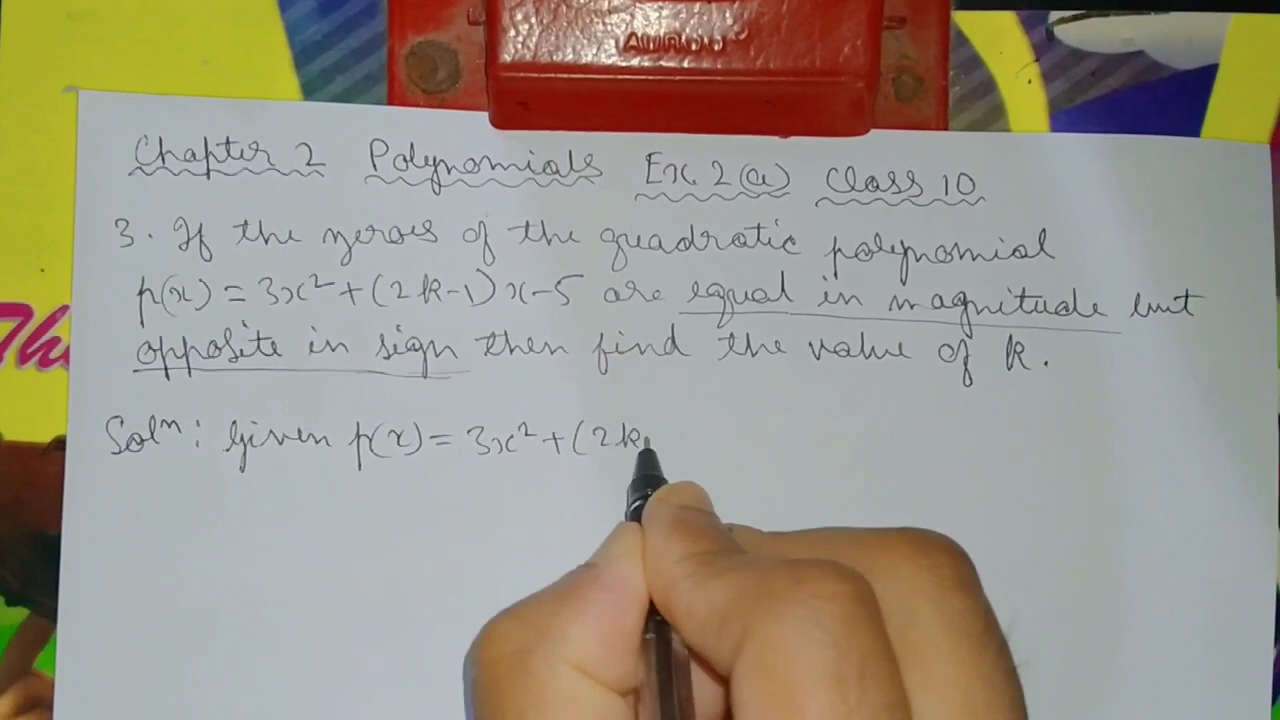 AUROO
Chapter 2 Polynomials Ex. 2(a) Class 10
3. If the zeroes of the quadratic polynomial
p(x) = 3x² + (2k-1)x-5 are equal in magnitude but
opposite in sign then find the value of k.
Solⁿ: Given p(x) = 3x² + (2k